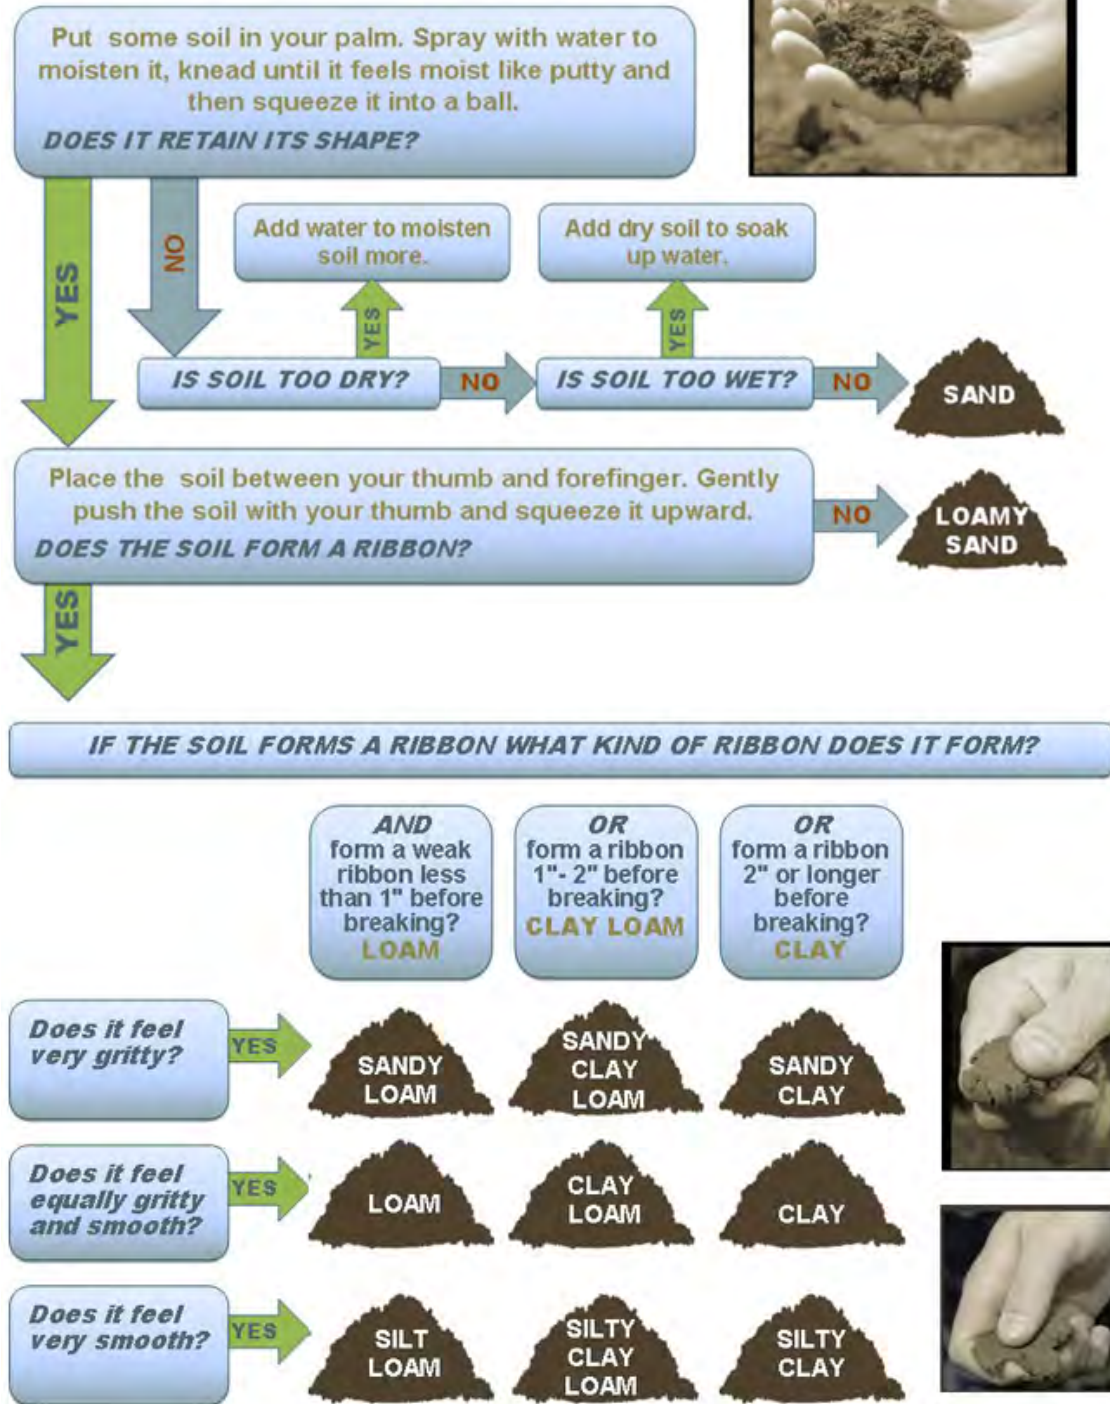 Put some soil in your palm. Spray with water to
moisten it, knead until it feels moist like putty and
then squeeze it into a ball.
DOES IT RETAIN ITS SHAPE?
YES
NO
Add water to moisten
soil more.
Add dry soil to soak
up water.
YES
YES
IS SOIL TOO DRY?
NO
IS SOIL TOO WET?
NO
SAND
Place the soil between your thumb and forefinger. Gently
push the soil with your thumb and squeeze it upward.
DOES THE SOIL FORM A RIBBON?
NO
LOAMY
SAND
YES
IF THE SOIL FORMS A RIBBON WHAT KIND OF RIBBON DOES IT FORM?
AND
form a weak
ribbon less
than 1" before
breaking?
LOAM
OR
form a ribbon
1"- 2" before
breaking?
CLAY LOAM
OR
form a ribbon
2" or longer
before
breaking?
CLAY
Does it feel
very gritty?
YES
SANDY
LOAM
SANDY
CLAY
LOAM
SANDY
CLAY
Does it feel
equally gritty
and smooth?
YES
LOAM
CLAY
LOAM
CLAY
Does it feel
very smooth?
YES
SILT
LOAM
SILTY
CLAY
LOAM
SILTY
CLAY